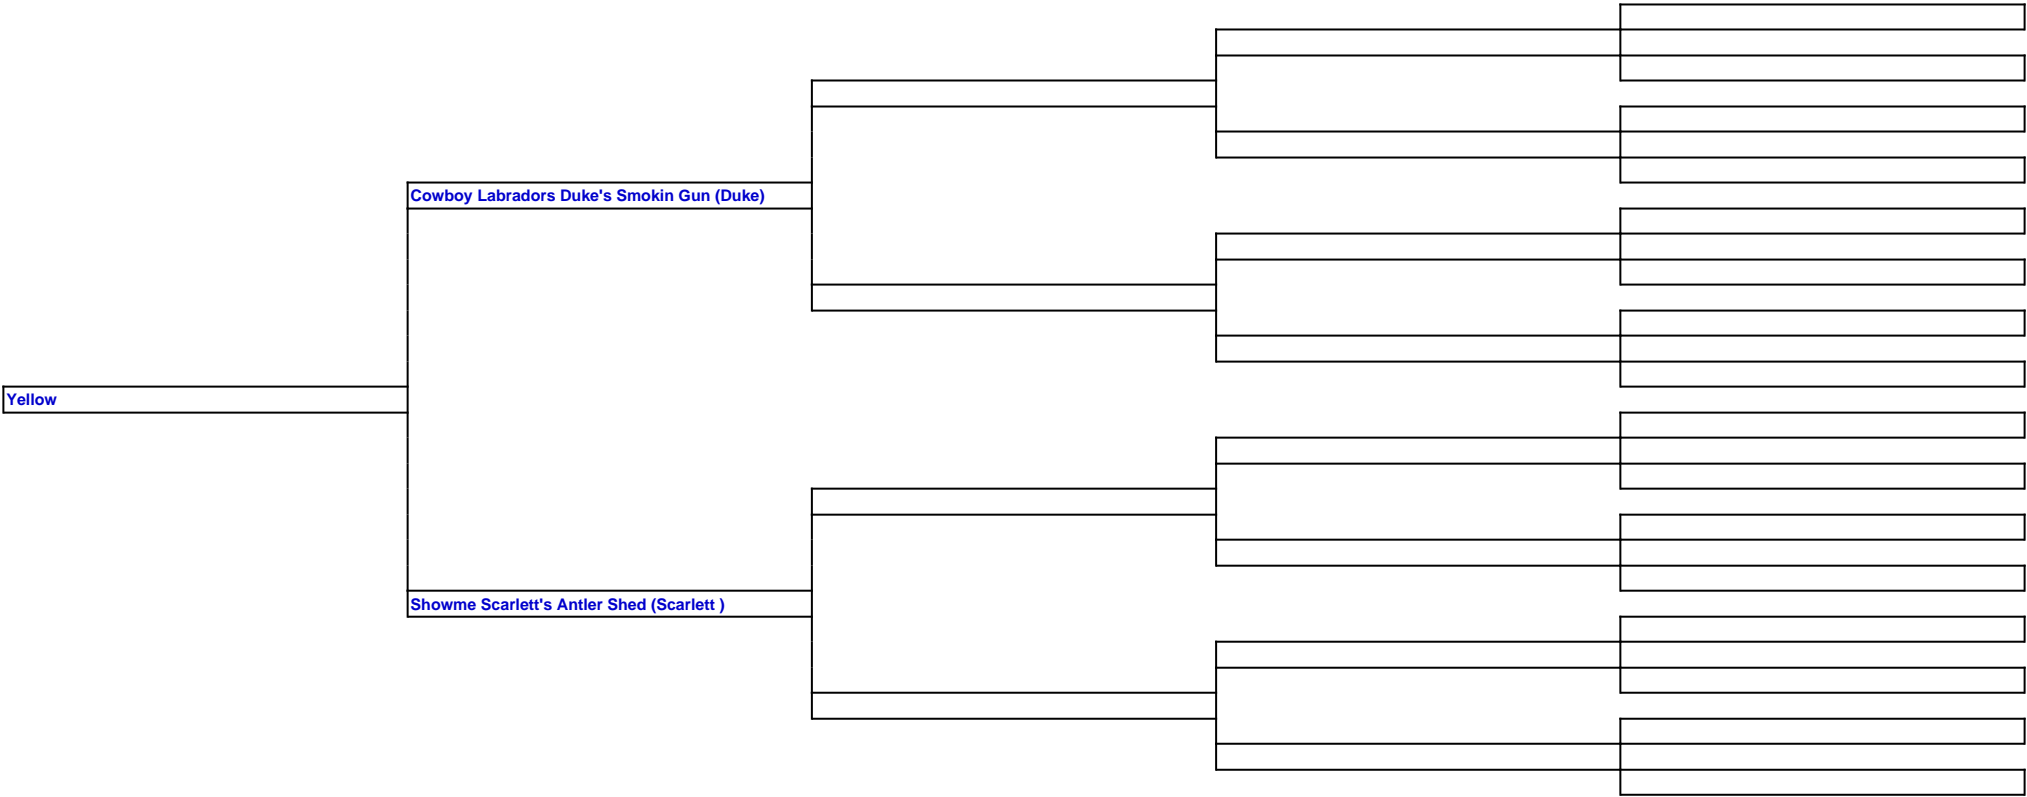 Cowboy Labradors Duke's Smokin Gun (Duke)
Yellow
Showme Scarlett's Antler Shed (Scarlett )